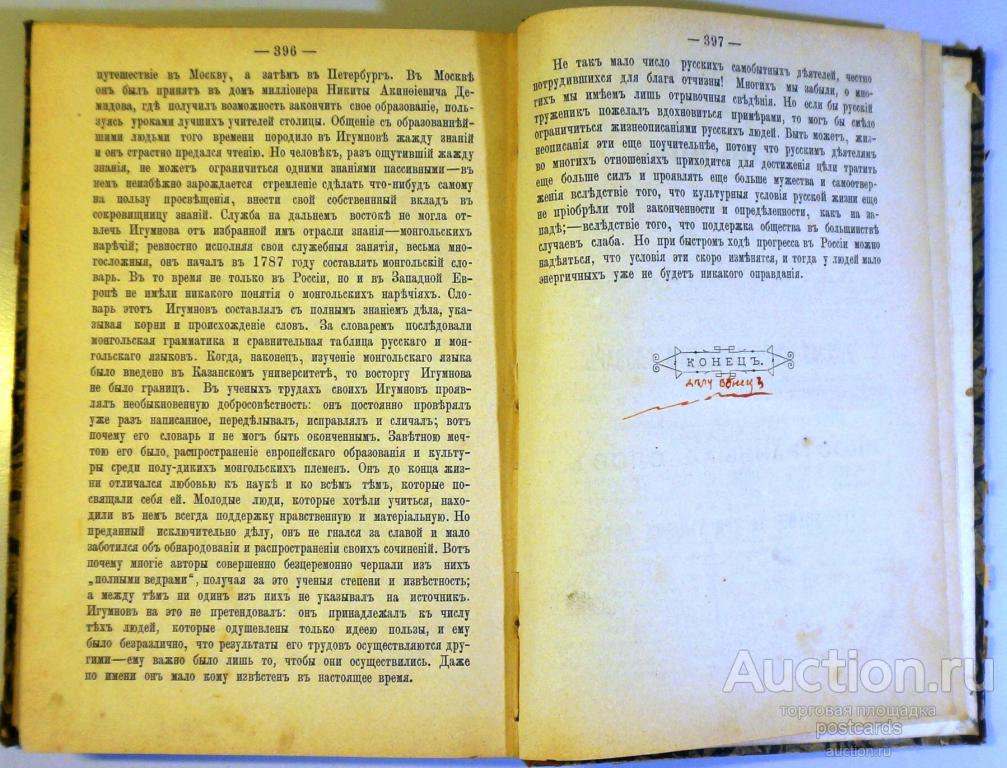 — 396 —
путешествіе въ Москву, а затѣмъ въ Петербургъ. Въ Москвѣ
онъ былъ принятъ въ домъ милліонера Никиты Акинѳіевича Де-
мидова, гдѣ получилъ возможность закончить свое образованіе, поль-
зуясь уроками лучшихъ учителей столицы. Общеніе съ образованнѣй-
шими людьми того времени породило въ Игумновѣ жажду знаній
и онъ страстно предался чтенію. Но человѣкъ, разъ ощутившій жажду
знанія, не можетъ ограничиться одними знаніями пассивными—въ
немъ неизбѣжно зарождается стремленіе сдѣлать что-нибудь самому
на пользу просвѣщенія, внести свой собственный вкладъ въ
сокровищницу знаній. Служба на дальнемъ востокѣ не могла от-
влечь Игумнова отъ избранной имъ отрасли знанія—монгольскихъ
нарѣчій; ревностно исполняя свои служебныя занятія, весьма мно-
госложныя, онъ началъ въ 1787 году составлять монгольскій сло-
варь. Въ то время не только въ Россіи, но и въ Западной Ев-
ропѣ не имѣли никакого понятія о монгольскихъ нарѣчіяхъ. Сло-
варь этотъ Игумновъ составлялъ съ полнымъ знаніемъ дѣла, ука-
зывая корни и происхожденіе словъ. За словаремъ послѣдовали
монгольская грамматика и сравнительная таблица русскаго и мон-
гольскаго языковъ. Когда, наконецъ, изученіе монгольскаго языка
было введено въ Казанскомъ университетѣ, то восторгу Игумнова
не было границъ. Въ ученыхъ трудахъ своихъ Игумновъ прояв-
лялъ необыкновенную добросовѣстность: онъ постоянно провѣрялъ
уже разъ написанное, передѣлывалъ, исправлялъ и сличалъ; вотъ
почему его словарь и не могъ быть оконченнымъ. Завѣтною меч-
тою его было, распространіе европейскаго образованія и культу-
ры среди полу-дикихъ монгольскихъ племенъ. Онъ до конца жиз-
ни отличался любовью къ наукѣ и ко всѣмъ тѣмъ, которые по-
свящали себя ей. Молодые люди, которые хотѣли учиться, нахо-
дили въ немъ всегда поддержку нравственную и матеріальную. Но
преданный исключительно дѣлу, онъ не гнался за славой и мало
заботился объ обнародованіи и распространеніи своихъ сочиненій. Вотъ
почему многіе авторы совершенно безцеремонно черпали изъ нихъ
„полными ведрами“, получая за это ученыя степени и извѣстность;
а между тѣмъ ни одинъ изъ нихъ не указывалъ на источникъ.
Игумновъ на это не претендовалъ: онъ принадлежалъ къ числу
тѣхъ людей, которые одушевлены только идеею пользы, и ему
было безразлично, что результаты его трудовъ осуществляются дру-
гими—ему важно было лишь то, чтобы они осуществились. Даже
по имени онъ мало кому извѣстенъ въ настоящее время.
— 397 —
Не такъ мало число русскихъ самобытныхъ дѣятелей, честно
потрудившихся для блага отчизны! Многихъ мы забыли, о мно-
гихъ мы имѣемъ лишь отрывочныя свѣдѣнія. Но если бы русскій
труженикъ пожелалъ вдохновиться примѣрами, то могъ бы смѣло
ограничиться жизнеописаніями русскихъ людей. Быть можетъ, жиз-
неописанія эти еще поучительнѣе, потому что русскимъ дѣятелямъ
во многихъ отношеніяхъ приходится для достиженія цѣли тратить
еще больше силъ и проявлять еще больше мужества и самоотвер-
женія вслѣдствіе того, что культурныя условія русской жизни еще
не пріобрѣли той законченности и опредѣленности, какъ на за-
падѣ;—вслѣдствіе того, что поддержка общества въ большинствѣ
случаевъ слаба. Но при быстромъ ходѣ прогресса въ Россіи можно
надѣяться, что условія эти скоро измѣнятся, и тогда у людей мало
энергичныхъ уже не будетъ никакого оправданія.
КОНЕЦЪ.
дѣлу конецъ
Auction.ru
торговая площадка
postcards
auction.ru